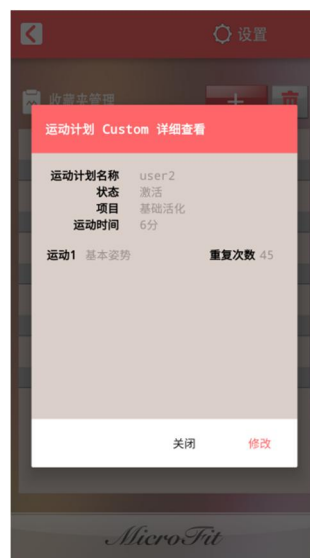 设置
收藏夹管理
运动计划 Custom 详细查看
运动计划名称 user2
状态 激活
项目 基础活化
运动时间 6分
运动1 基本姿势 重复次数 45
关闭 修改
MicroFit